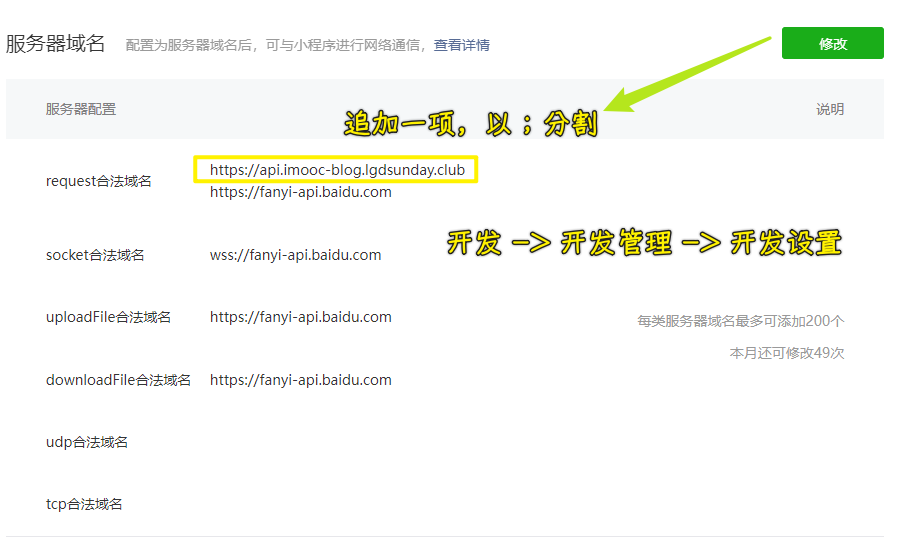 服务器域名 配置为服务器域名后，可与小程序进行网络通信，查看详情 修改
服务器配置 说明
追加一项，以；分割
request合法域名 https://api.imooc-blog.lgdsunday.club
https://fanyi-api.baidu.com
开发 —> 开发管理 —> 开发设置
socket合法域名 wss://fanyi-api.baidu.com
uploadFile合法域名 https://fanyi-api.baidu.com
每类服务器域名最多可添加200个
本月还可修改49次
downloadFile合法域名 https://fanyi-api.baidu.com
udp合法域名
tcp合法域名